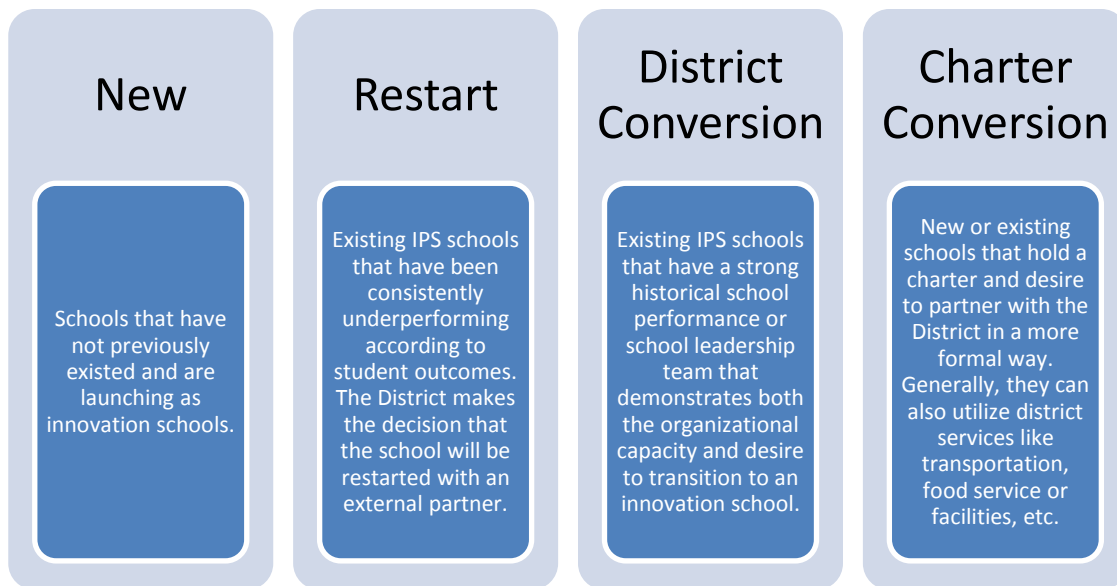 New
Schools that have
not previously
existed and are
launching as
innovation schools.
Restart
Existing IPS schools
that have been
consistently
underperforming
according to
student outcomes.
The District makes
the decision that
the school will be
restarted with an
external partner.
District
Conversion
Existing IPS schools
that have a strong
historical school
performance or
school leadership
team that
demonstrates both
the organizational
capacity and desire
to transition to an
innovation school.
Charter
Conversion
New or existing
schools that hold a
charter and desire
to partner with the
District in a more
formal way.
Generally, they can
also utilize district
services like
transportation,
food service or
facilities, etc.